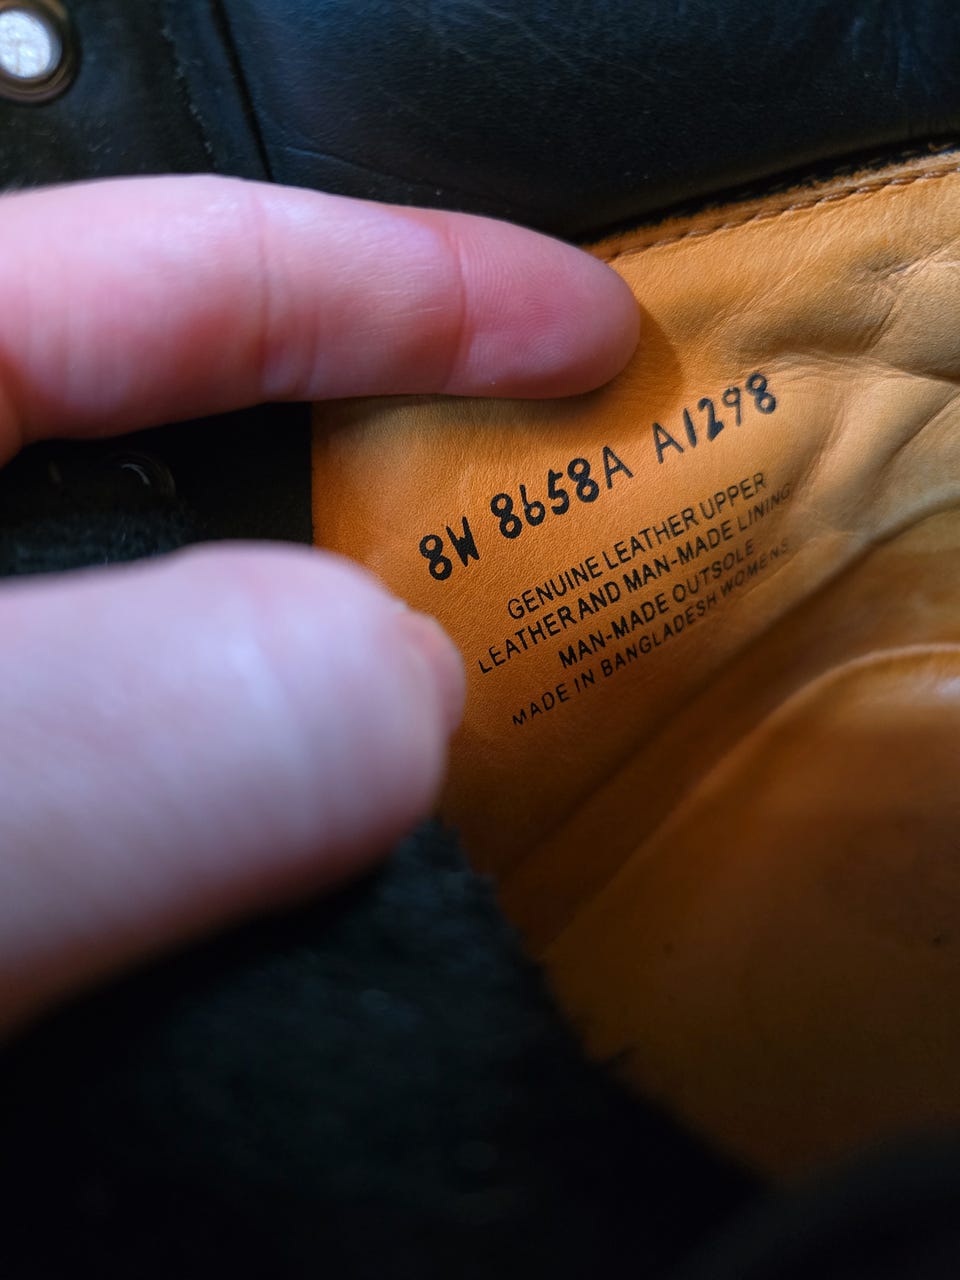 8W 8658A A1298
GENUINE LEATHER UPPER
LEATHER AND MAN-MADE LINING
MAN-MADE OUTSOLE
MADE IN BANGLADESH WOMENS